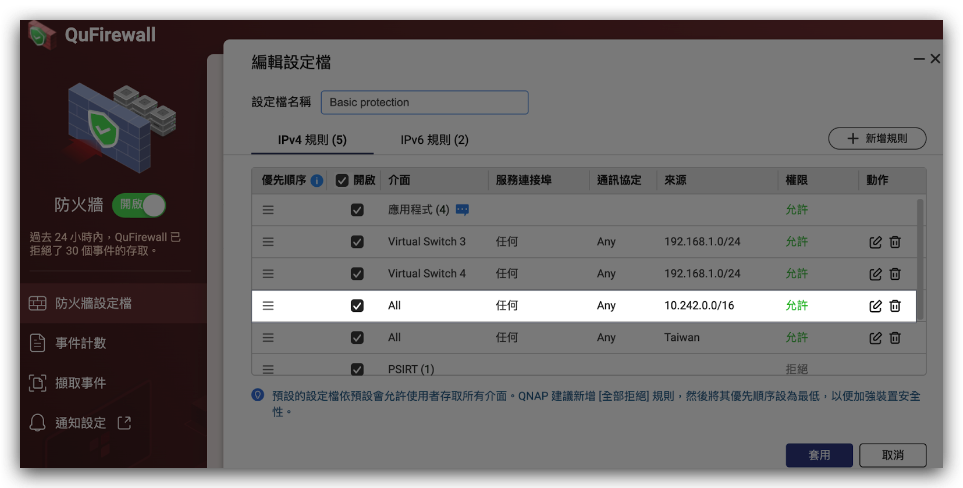 QuFirewall
編輯設定檔
設定檔名稱 Basic protection
IPv4 規則 (5) IPv6 規則 (2) 新增規則
優先順序 開啟 介面 服務連接埠 通訊協定 來源 權限 動作
應用程式 (4) 允許
Virtual Switch 3 任何 Any 192.168.1.0/24 允許
Virtual Switch 4 任何 Any 192.168.1.0/24 允許
All 任何 Any 10.242.0.0/16 允許
All 任何 Any Taiwan 允許
PSIRT (1) 拒絕
預設的設定檔依預設會允許使用者存取所有介面。QNAP 建議新增 [全部拒絕] 規則,然後將其優先順序設為最低,以便加強裝置安全
性。
套用 取消
防火牆 開啟
過去 24 小時內,QuFirewall 已
拒絕了 30 個事件的存取。
防火牆設定檔
事件計數
擷取事件
通知設定